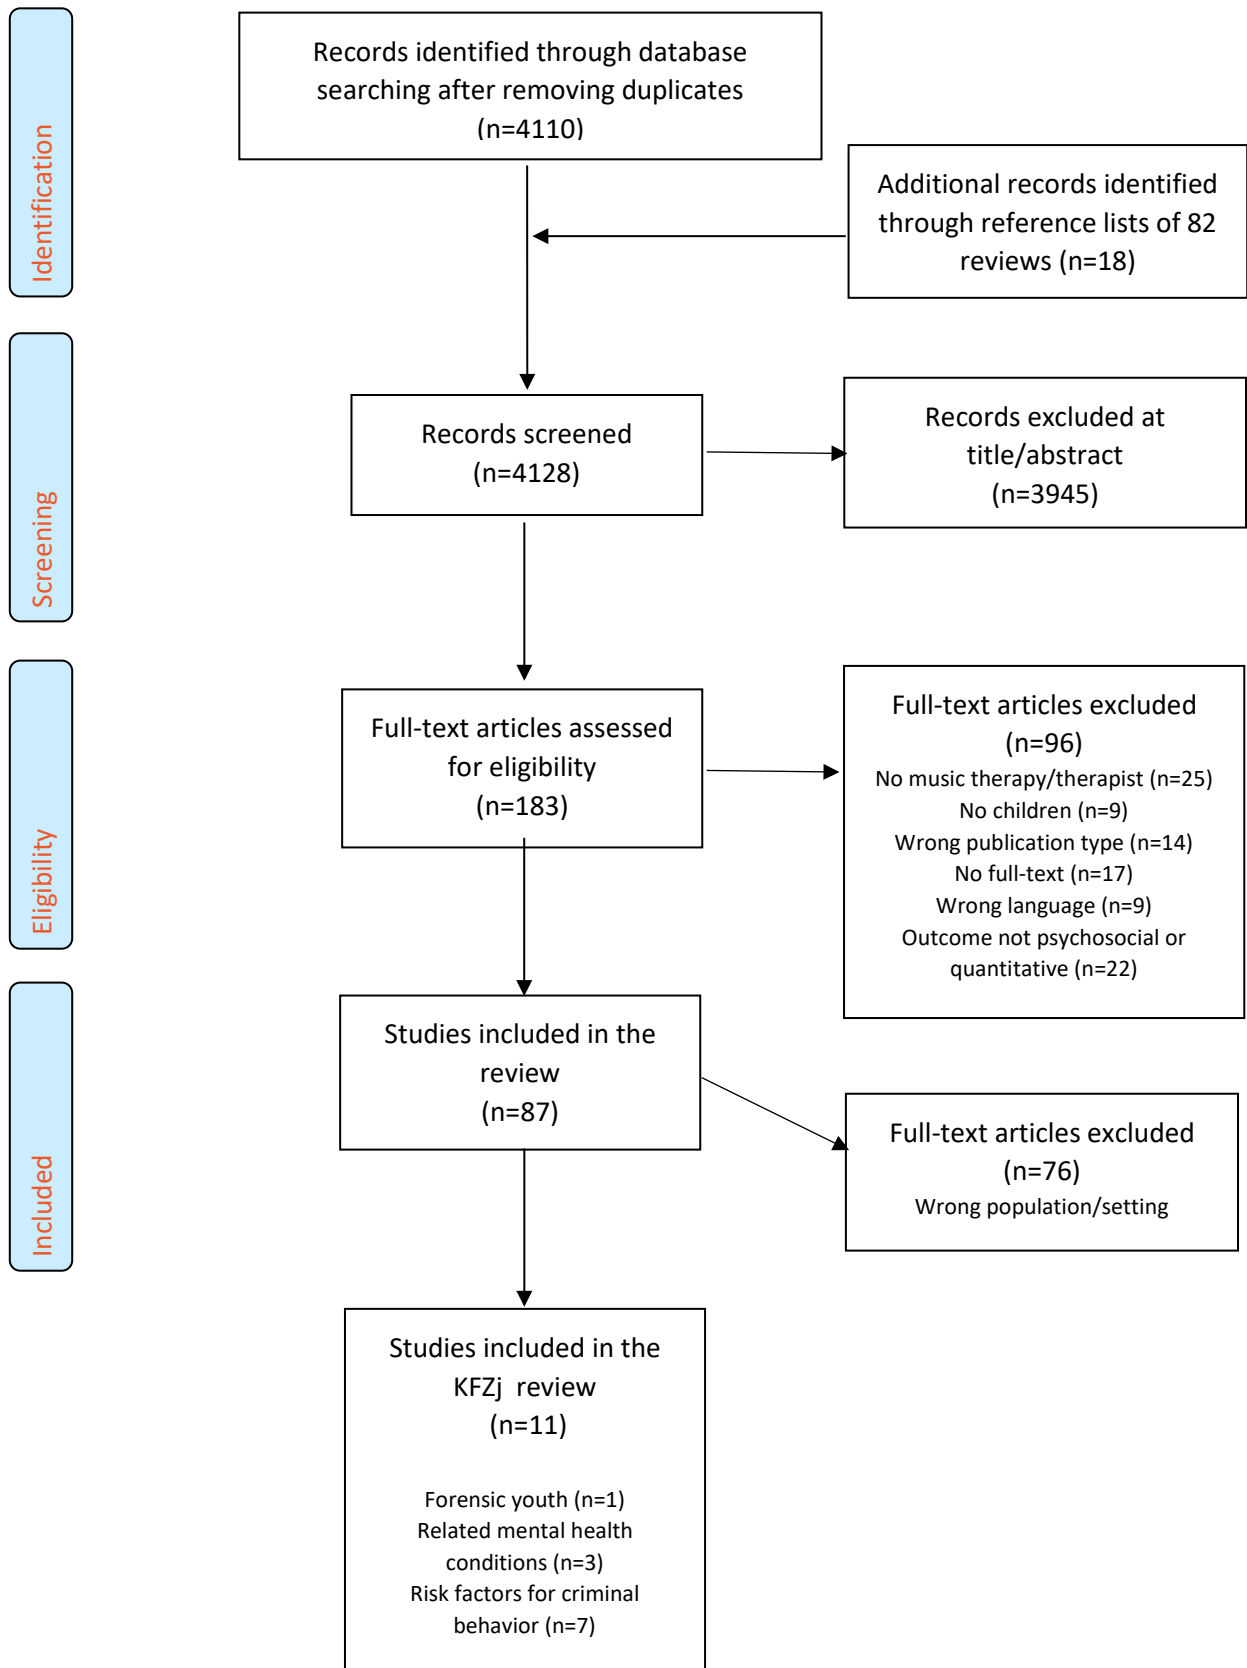 Identification
Records identified through database
searching after removing duplicates
(n=4110)
Additional records identified
through reference lists of 82
reviews (n=18)
Screening
Records screened
(n=4128)
Records excluded at
title/abstract
(n=3945)
Eligibility
Full-text articles assessed
for eligibility
(n=183)
Full-text articles excluded
(n=96)
No music therapy/therapist (n=25)
No children (n=9)
Wrong publication type (n=14)
No full-text (n=17)
Wrong language (n=9)
Outcome not psychosocial or
quantitative (n=22)
Included
Studies included in the
review
(n=87)
Full-text articles excluded
(n=76)
Wrong population/setting
Studies included in the
KFZj review
(n=11)
Forensic youth (n=1)
Related mental health
conditions (n=3)
Risk factors for criminal
behavior (n=7)